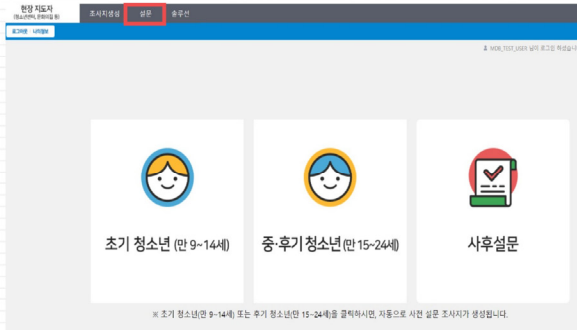 현장 지도자
조사지생성 설문 솔루션
(청소년센터, 문화의집 등)
로그아웃 나의정보
MOB_TEST_USER 님이 로그인 하셨습니
초기 청소년 (만 9~14세)
중·후기 청소년 (만 15~24세)
사후설문
※ 초기 청소년(만 9~14세) 또는 후기 청소년(만 15~24세)을 클릭하시면, 자동으로 사전 설문 조사지가 생성됩니다.